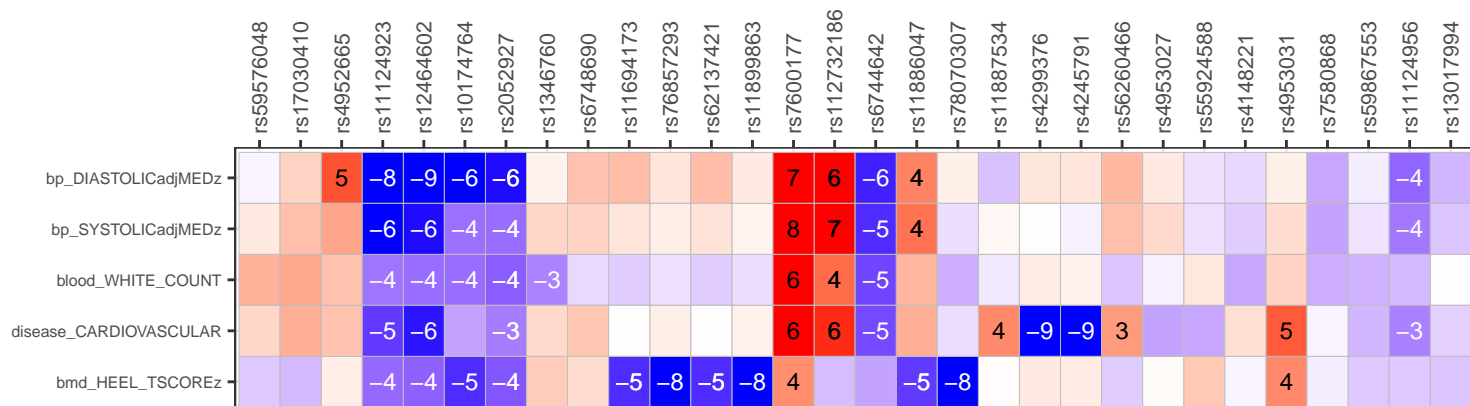 rs59576048 rs17030410 rs4952665 rs11124923 rs12464602 rs10174764 rs2052927 rs13467​60 rs6748690 rs11694173 rs76857293 rs62137421 rs11899863 rs7600177 rs112732186 rs6744642 rs11886047 rs78070307 rs11887534 rs4299376 rs4245791 rs56260466 rs4953027 rs55924588 rs4148221 rs4953031 rs7580868 rs59867553 rs11124956 rs13017994
bp_DIASTOLICadjMEDz 5 −8 −9 −6 −6 7 6 −6 4 −4
bp_SYSTOLICadjMEDz −6 −6 −4 −4 8 7 −5 4 −4
blood_WHITE_COUNT −4 −4 −4 −4 −3 6 4 −5
disease_CARDIOVASCULAR −5 −6 −3 6 6 −5 4 −9 −9 3 5 −3
bmd_HEEL_TSCOREz −4 −4 −5 −4 −5 −8 −5 −8 4 −5 −8 4